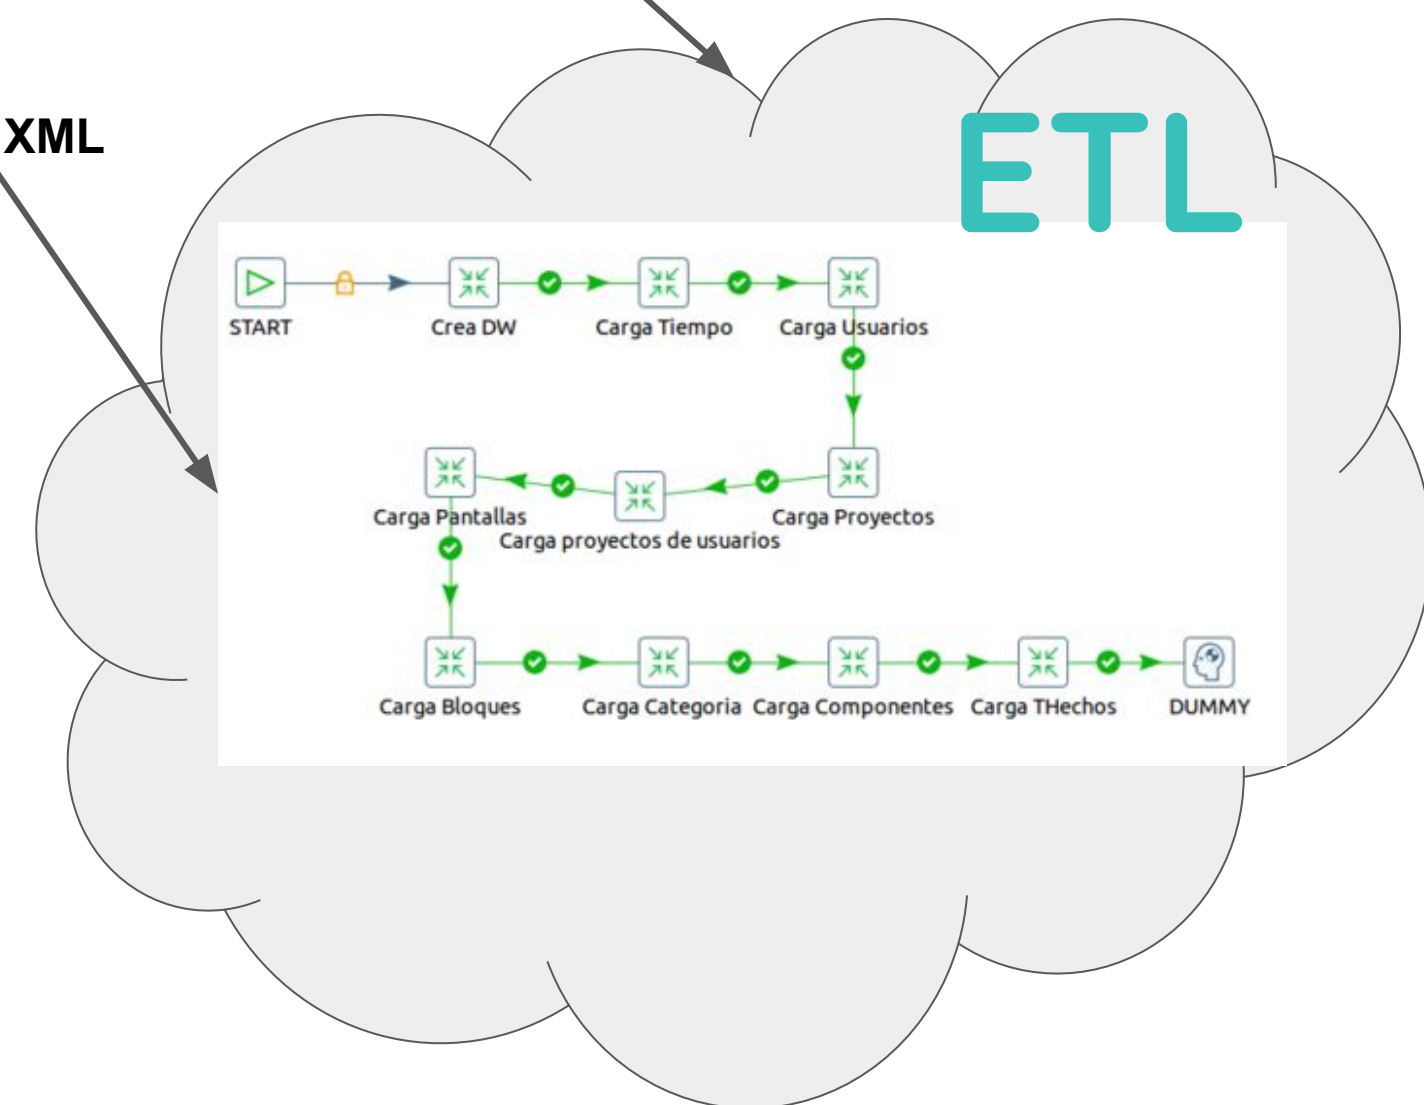 XML
ETL
START
Crea DW
Carga Tiempo
Carga Usuarios
Carga Pantallas
Carga proyectos de usuarios
Carga Proyectos
Carga Bloques
Carga Categoria
Carga Componentes
Carga THechos
DUMMY